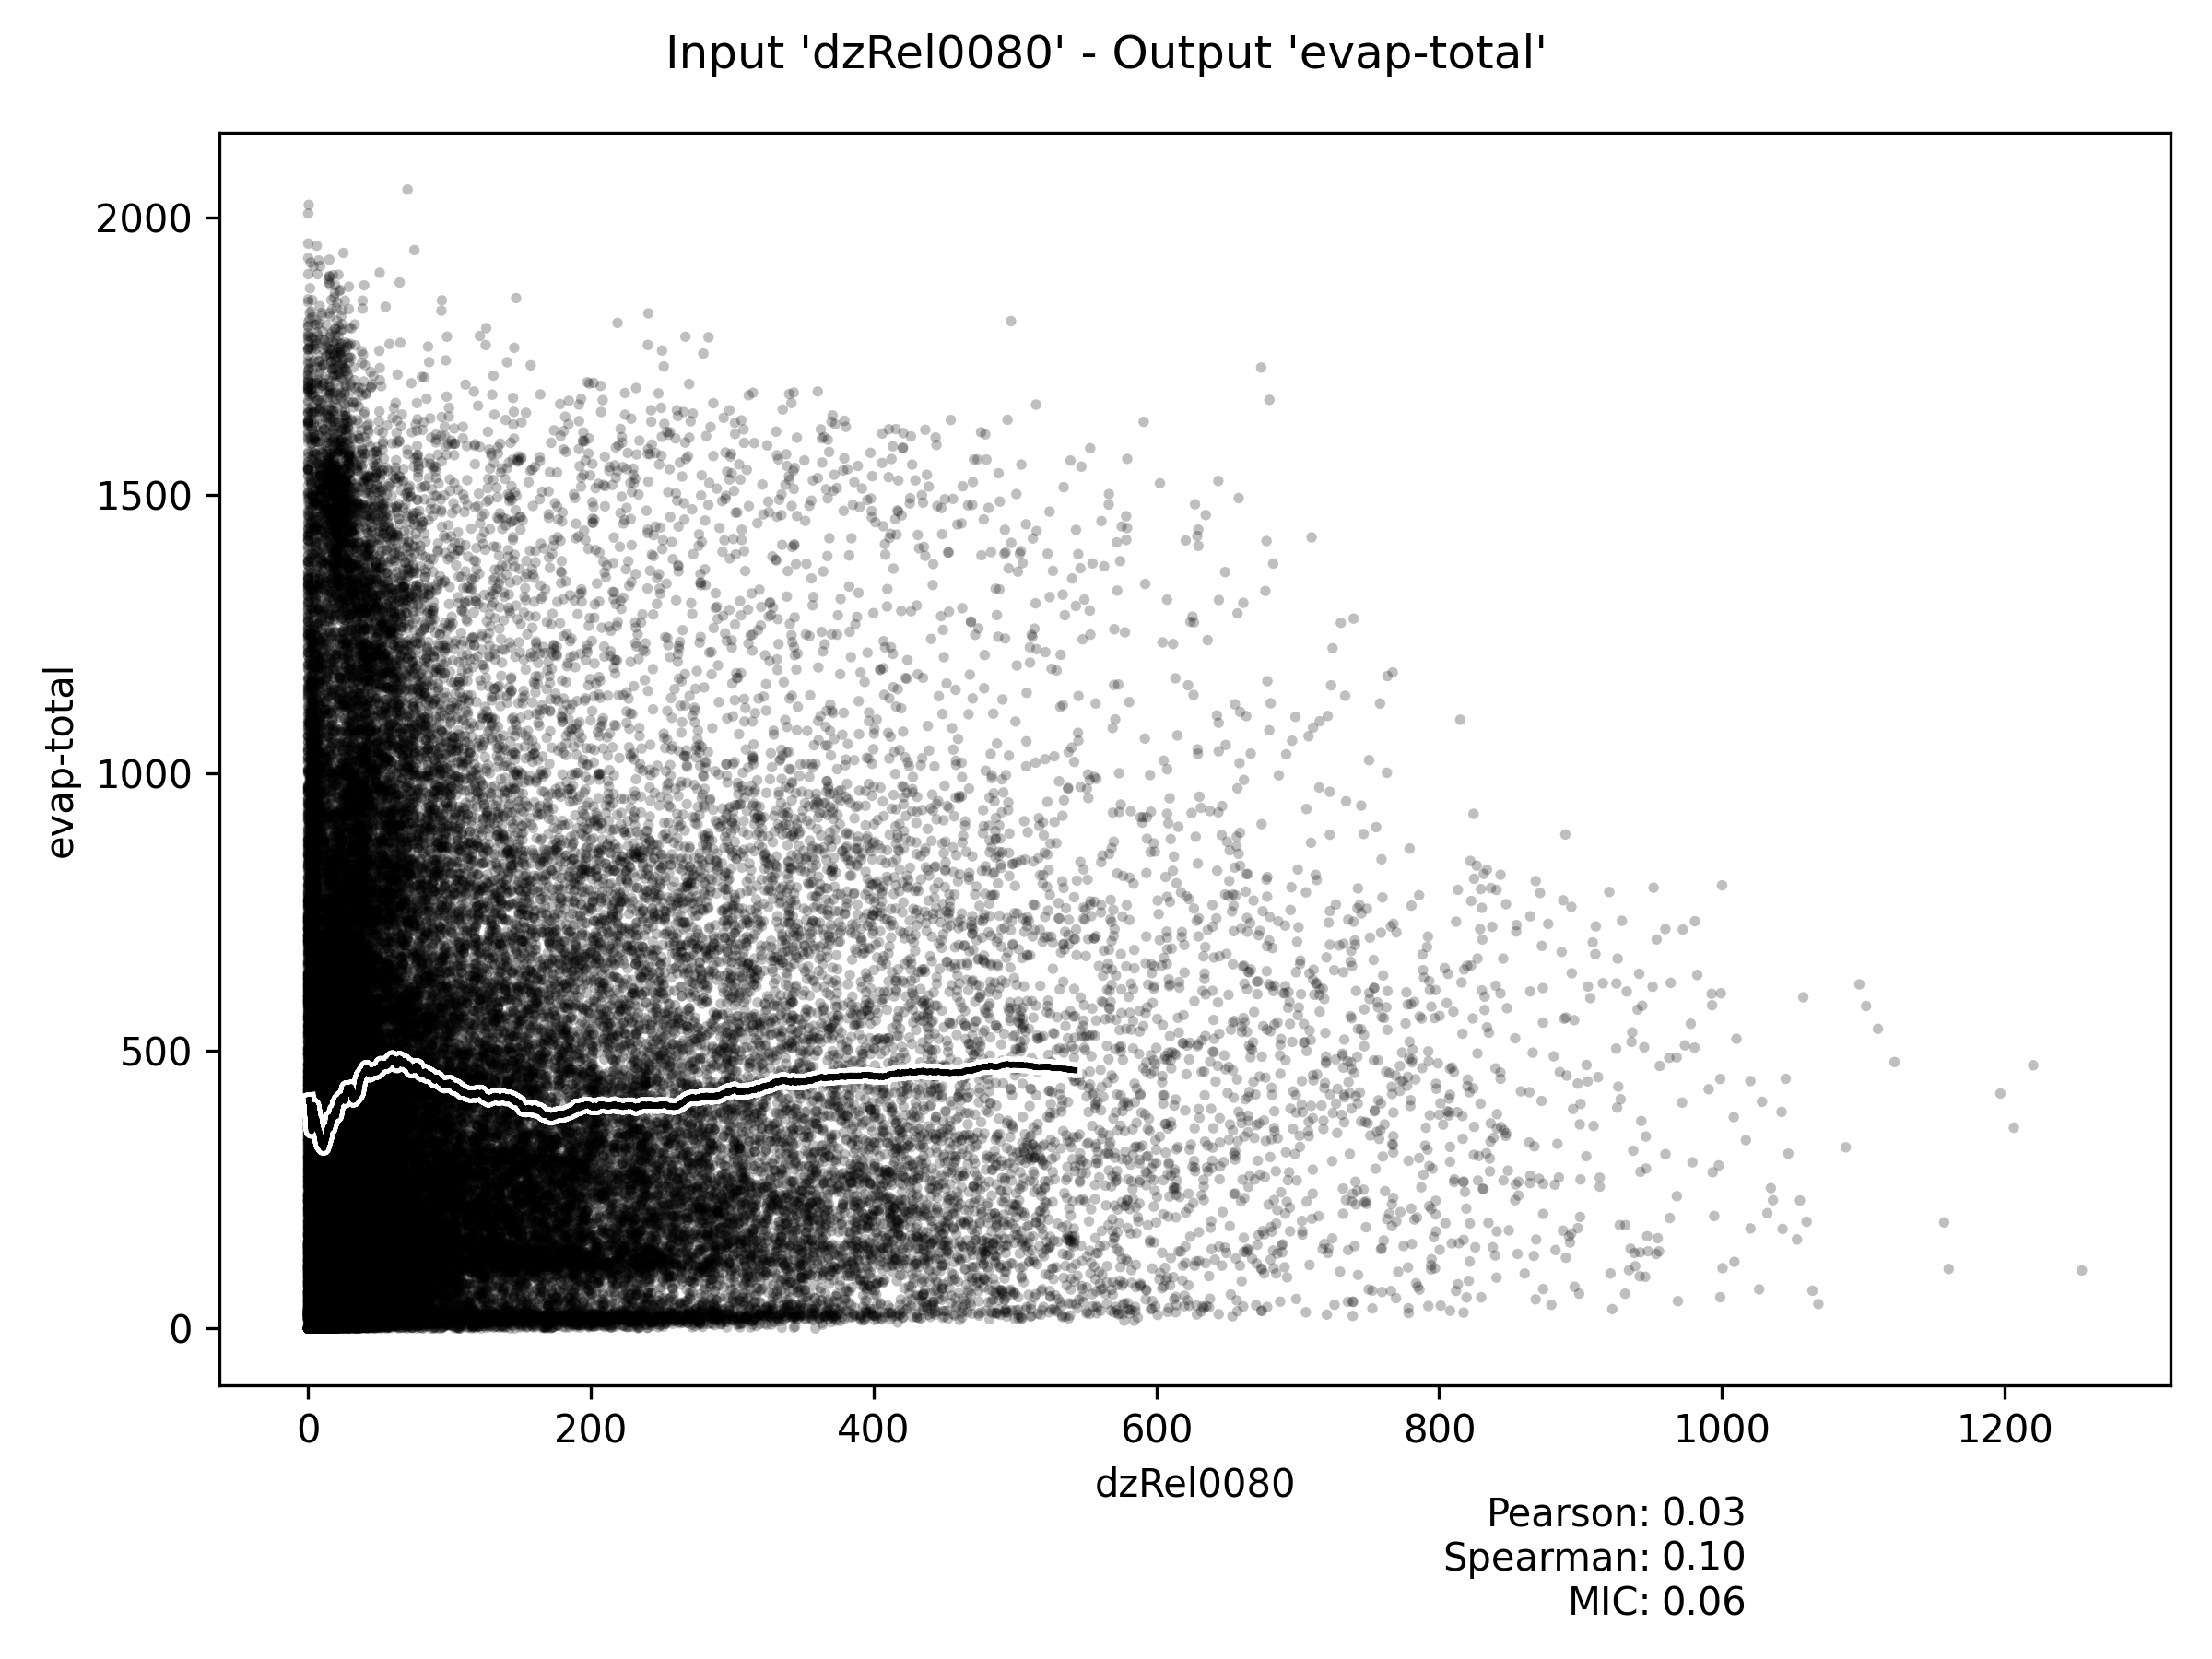 Input 'dzRel0080' - Output 'evap-total'
2000
1500
1000
500
0
evap-total
0 200 400 600 800 1000 1200
dzRel0080
Pearson: 0.03
Spearman: 0.10
MIC: 0.06